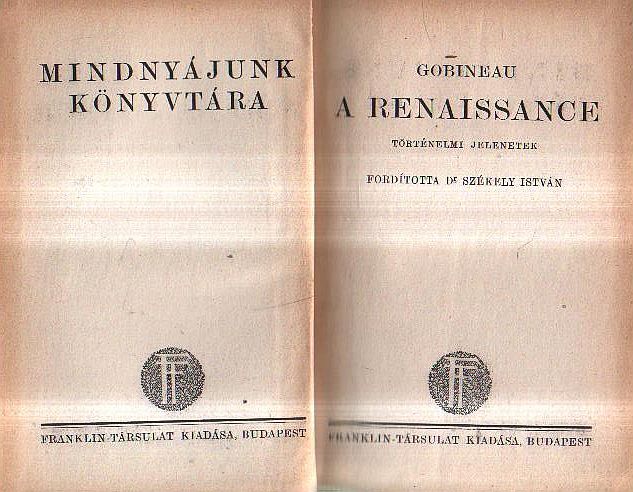 MINDNYÁJUNK
KÖNYVTÁRA
FRANKLIN-TÁRSULAT KIADÁSA, BUDAPEST
GOBINEAU
A RENAISSANCE
TÖRTÉNELMI JELENETEK
FORDÍTOTTA Dr SZÉKELY ISTVÁN
FRANKLIN-TÁRSULAT KIADÁSA, BUDAPEST